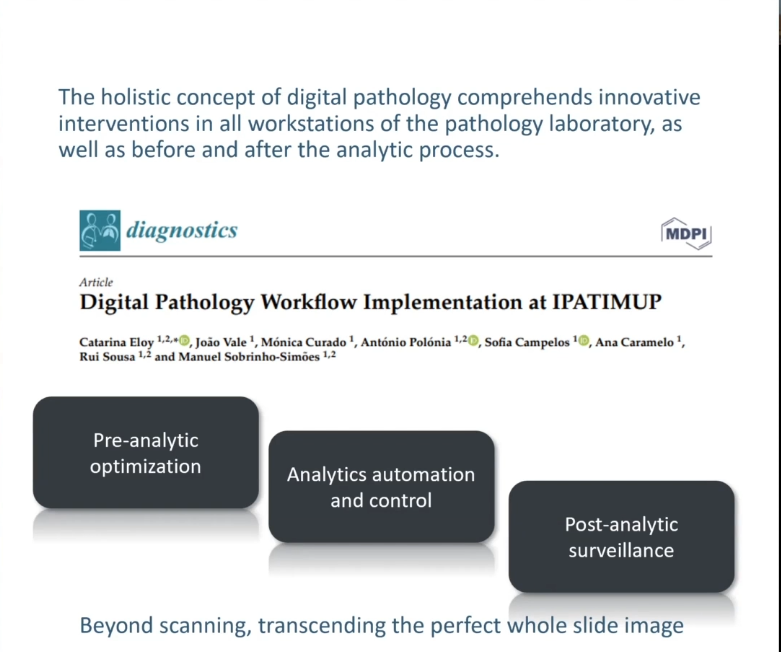 The holistic concept of digital pathology comprehends innovative
interventions in all workstations of the pathology laboratory, as
well as before and after the analytic process.
diagnostics
MDPI
Article
Digital Pathology Workflow Implementation at IPATIMUP
Catarina Eloy 1,2,*, João Vale 1, Mónica Curado 1, António Polónia 1,2, Sofia Campelos 1, Ana Caramelo 1,
Rui Sousa 1,2 and Manuel Sobrinho-Simões 1,2
Pre-analytic
optimization
Analytics automation
and control
Post-analytic
surveillance
Beyond scanning, transcending the perfect whole slide image